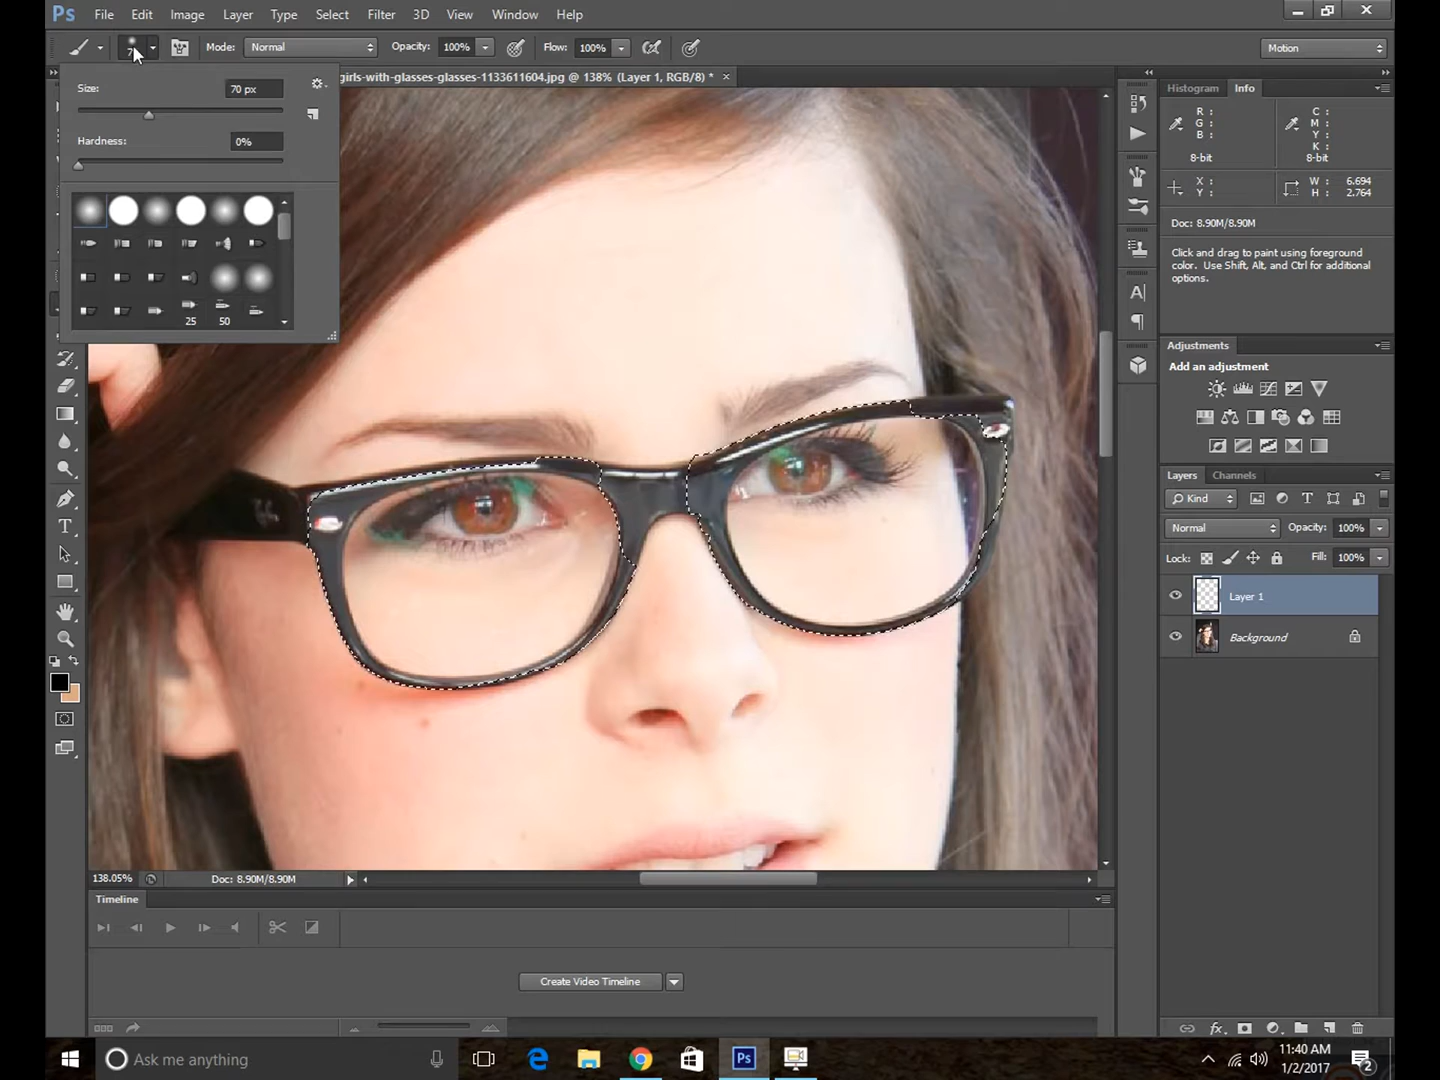 Ps File Edit Image Layer Type Select Filter 3D View Window Help
Mode: Normal Opacity: 100% Flow: 100% Motion
girls-with-glasses-glasses-1133611604.jpg @ 138% (Layer 1, RGB/8) * ×
Size: 70 px
Hardness: 0%
25 50
Histogram Info
R : C :
G : M :
B : Y :
K :
8-bit 8-bit
X : W : 6.694
Y : H : 2.764
Doc: 8.90M/8.90M
Click and drag to paint using foreground
color. Use Shift, Alt, and Ctrl for additional
options.
Adjustments
Add an adjustment
Layers Channels
Kind
Normal Opacity: 100%
Lock: Fill: 100%
Layer 1
Background
138.05% Doc: 8.90M/8.90M
Timeline
Create Video Timeline
Ask me anything
Ps
11:40 AM
1/2/2017
2